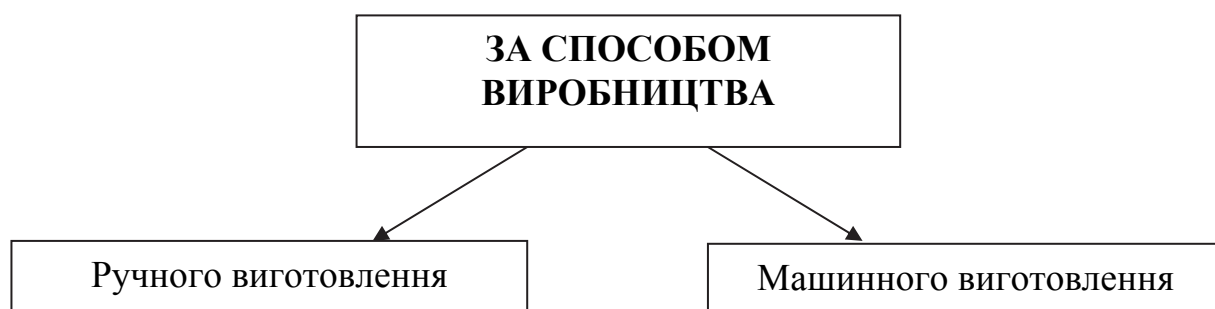 ЗА СПОСОБОМ
ВИРОБНИЦТВА
Ручного виготовлення
Машинного виготовлення